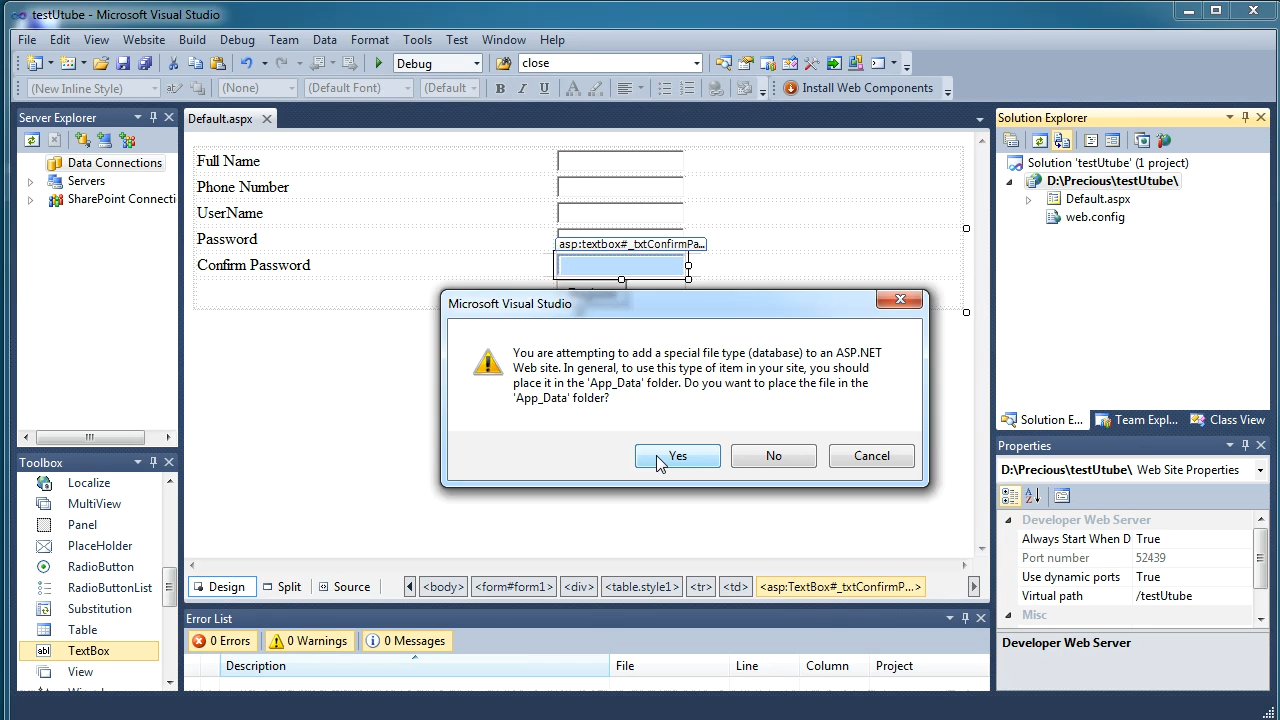 testUtube - Microsoft Visual Studio
File Edit View Website Build Debug Team Data Format Tools Test Window Help
Debug close
(New Inline Style) (None) (Default Font) (Default B I U A Install Web Components
Server Explorer
Data Connections
Servers
SharePoint Connecti
Default.aspx
Full Name
Phone Number
UserName
Password
asp:textbox#_txtConfirmPa...
Confirm Password
Microsoft Visual Studio
You are attempting to add a special file type (database) to an ASP.NET
Web site. In general, to use this type of item in your site, you should
place it in the 'App_Data' folder. Do you want to place the file in the
'App_Data' folder?
Yes No Cancel
Solution Explorer
Solution 'testUtube' (1 project)
D:\Precious\testUtube\
Default.aspx
web.config
Solution E... Team Expl... Class View
Toolbox
Localize
MultiView
Panel
PlaceHolder
RadioButton
RadioButtonList
Substitution
Table
abl TextBox
View
Design Split Source <body> <form#form1> <div> <table.style1> <tr> <td> <asp:TextBox#_txtConfirmP...>
Error List
0 Errors 0 Warnings 0 Messages
Description File Line Column Project
Properties
D:\Precious\testUtube\ Web Site Properties
Developer Web Server
Always Start When D True
Port number 52439
Use dynamic ports True
Virtual path /testUtube
Misc
Developer Web Server